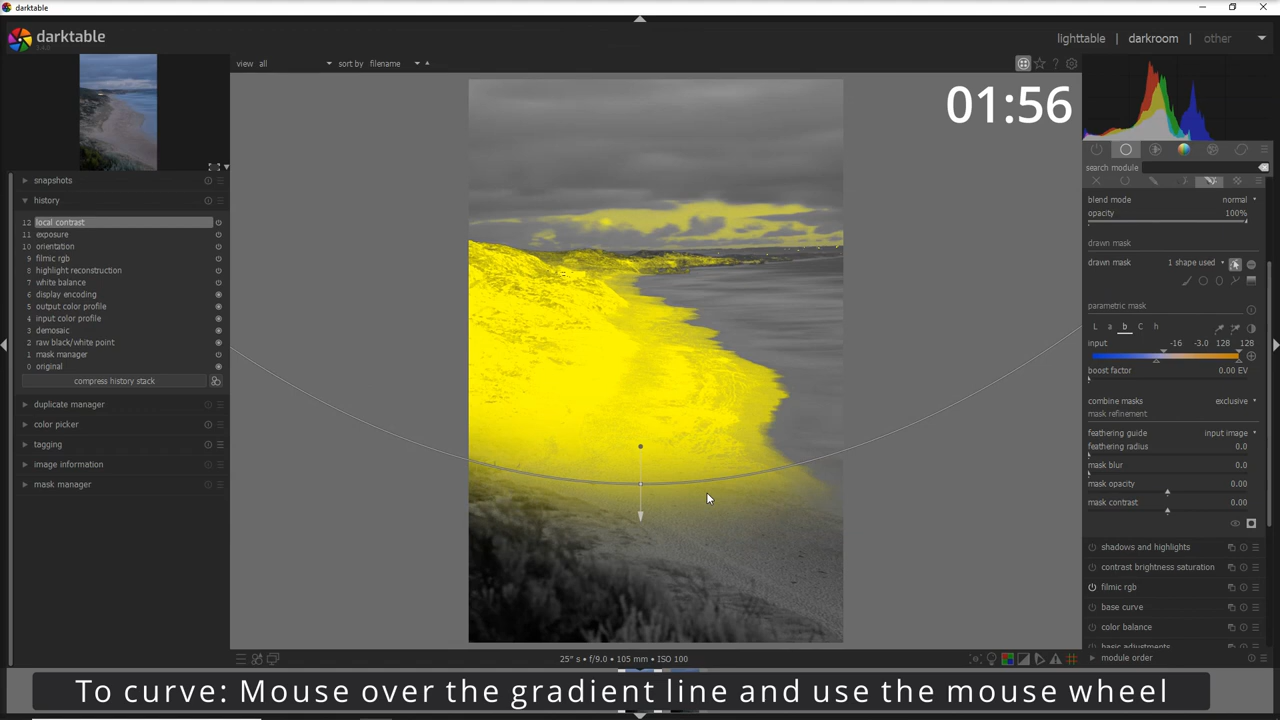 darktable
darktable
3.4.0
lighttable | darkroom | other
view all sort by filename
01:56
snapshots
history
12 local contrast
11 exposure
10 orientation
9 filmic rgb
8 highlight reconstruction
7 white balance
6 display encoding
5 output color profile
4 input color profile
3 demosaic
2 raw black/white point
1 mask manager
0 original
compress history stack
duplicate manager
color picker
tagging
image information
mask manager
search module
blend mode normal
opacity 100%
drawn mask
drawn mask 1 shape used
parametric mask
L a b C h
input -16 -3.0 128 128
boost factor 0.00 EV
combine masks exclusive
mask refinement
feathering guide input image
feathering radius 0.0
mask blur 0.0
mask opacity 0.00
mask contrast 0.00
shadows and highlights
contrast brightness saturation
filmic rgb
base curve
color balance
basic adjustments
module order
25" s • f/9.0 • 105 mm • ISO 100
To curve: Mouse over the gradient line and use the mouse wheel